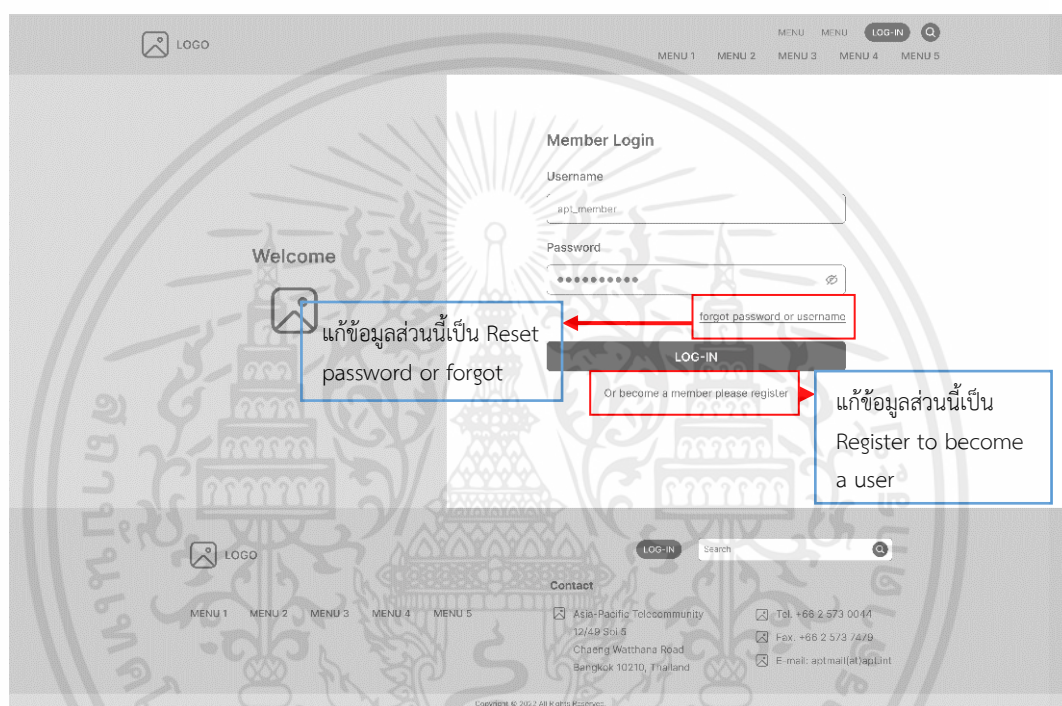 LOGO
MENU MENU LOG-IN
MENU 1 MENU 2 MENU 3 MENU 4 MENU 5
Member Login
Username
apt_member
Password
Welcome
forgot password or username
แก้ข้อมูลส่วนนี้เป็น Reset
password or forgot
LOG-IN
Or become a member please register
แก้ข้อมูลส่วนนี้เป็น
Register to become
a user
LOGO
LOG-IN Search
Contact
MENU 1 MENU 2 MENU 3 MENU 4 MENU 5
Asia-Pacific Telecommunity
12/49 Soi 5
Chaeng Watthana Road
Bangkok 10210, Thailand
Tel. +66 2 573 0044
Fax. +66 2 573 7479
E-mail: aptmail(at)apt.int
Copyright © 2022 All Rights Reserved